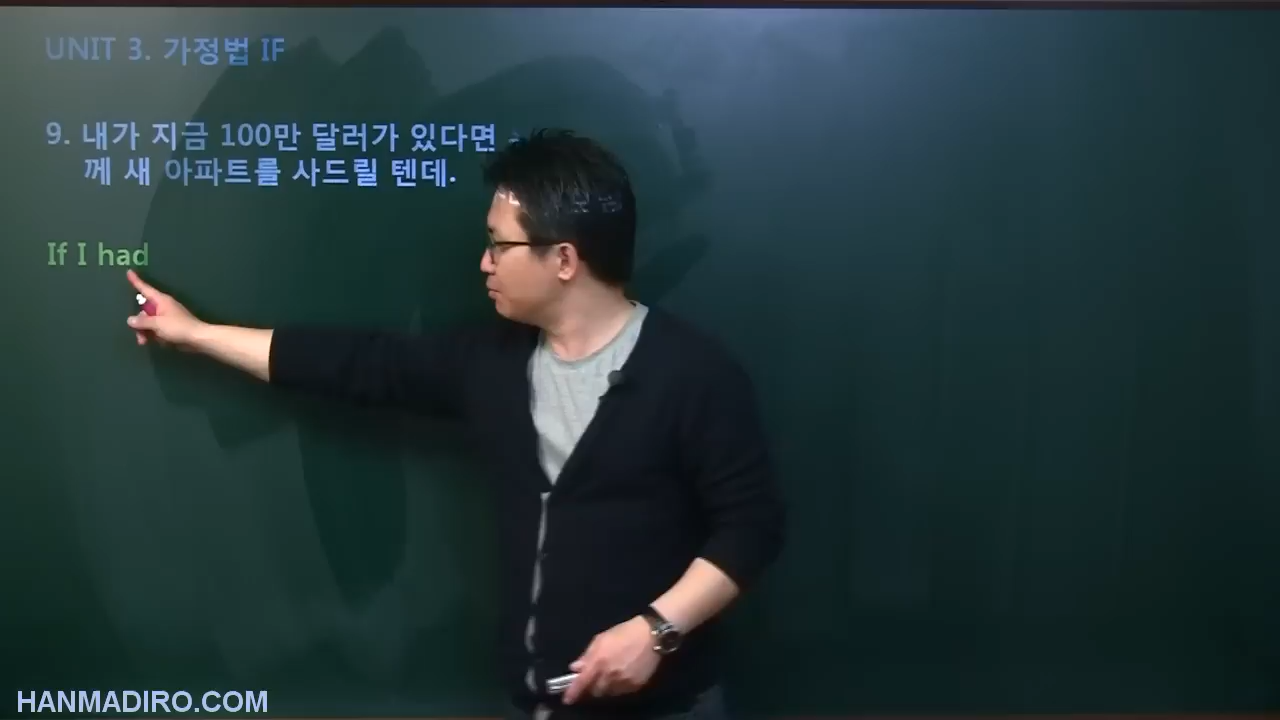 UNIT 3. 가정법 IF
9. 내가 지금 100만 달러가 있다면
께 새 아파트를 사드릴 텐데.
If I had
HANMADIRO.COM